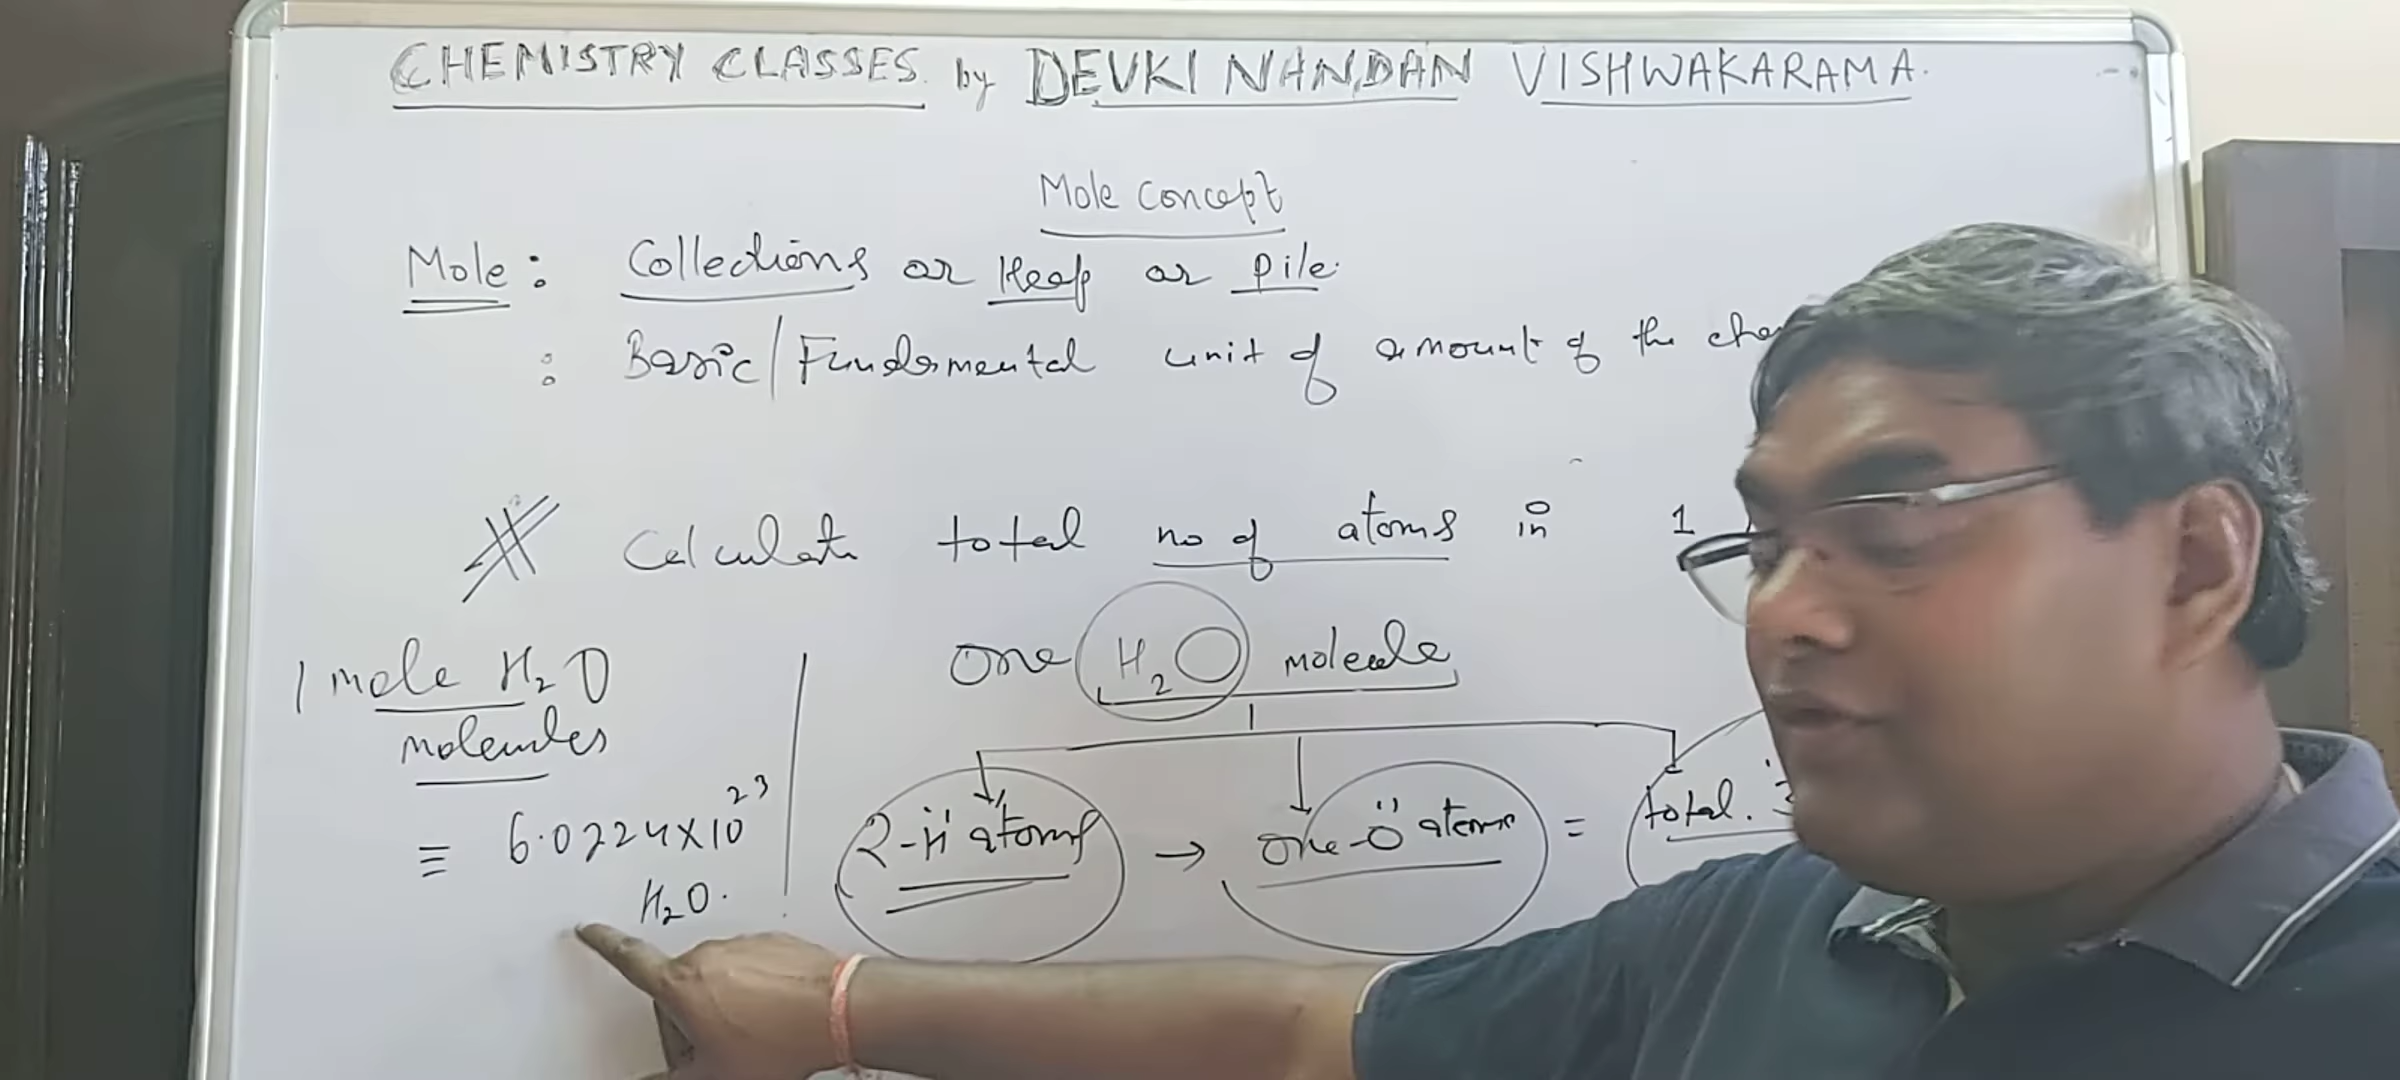 CHEMISTRY CLASSES by DEVKI NANDAN VISHWAKARAMA.
Mole concept
Mole: Collections or Heap or Pile.
: Basic/Fundamental unit of amount of the
Calculate total no of atoms in 1
1 mole H₂O
molecules
≡ 6.0224×10²³
H₂O.
One H₂O molecule
2-'H' atoms → one-'O' atoms = total.